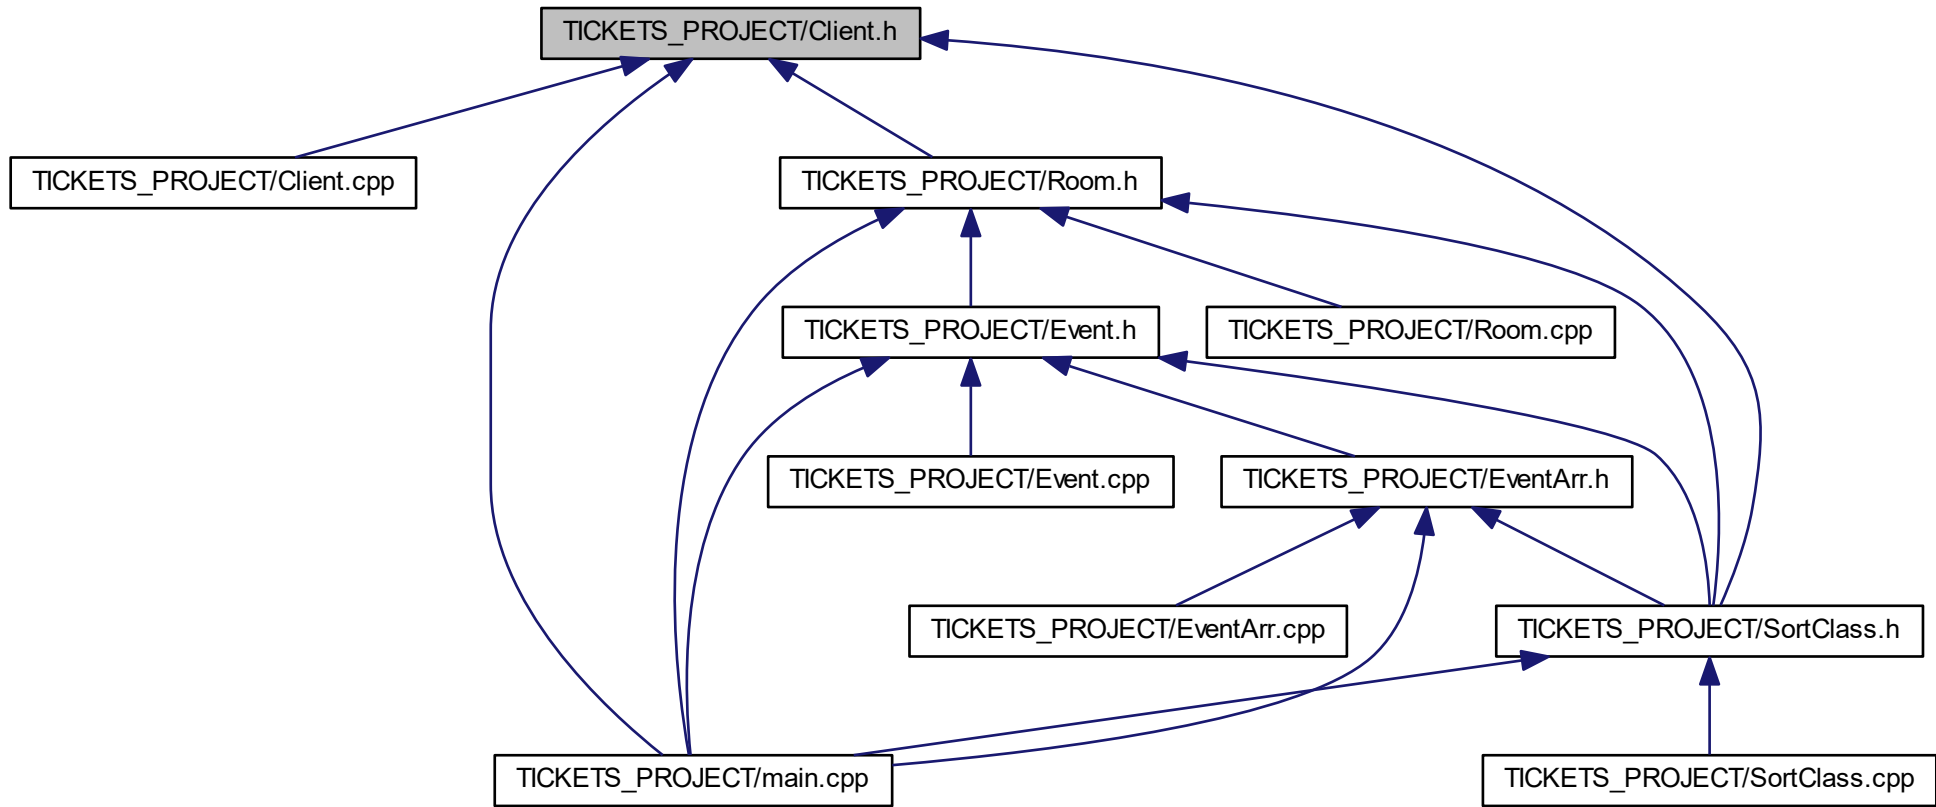 TICKETS_PROJECT/Client.h
TICKETS_PROJECT/Client.cpp
TICKETS_PROJECT/Room.h
TICKETS_PROJECT/Event.h
TICKETS_PROJECT/Room.cpp
TICKETS_PROJECT/Event.cpp
TICKETS_PROJECT/EventArr.h
TICKETS_PROJECT/EventArr.cpp
TICKETS_PROJECT/SortClass.h
TICKETS_PROJECT/main.cpp
TICKETS_PROJECT/SortClass.cpp